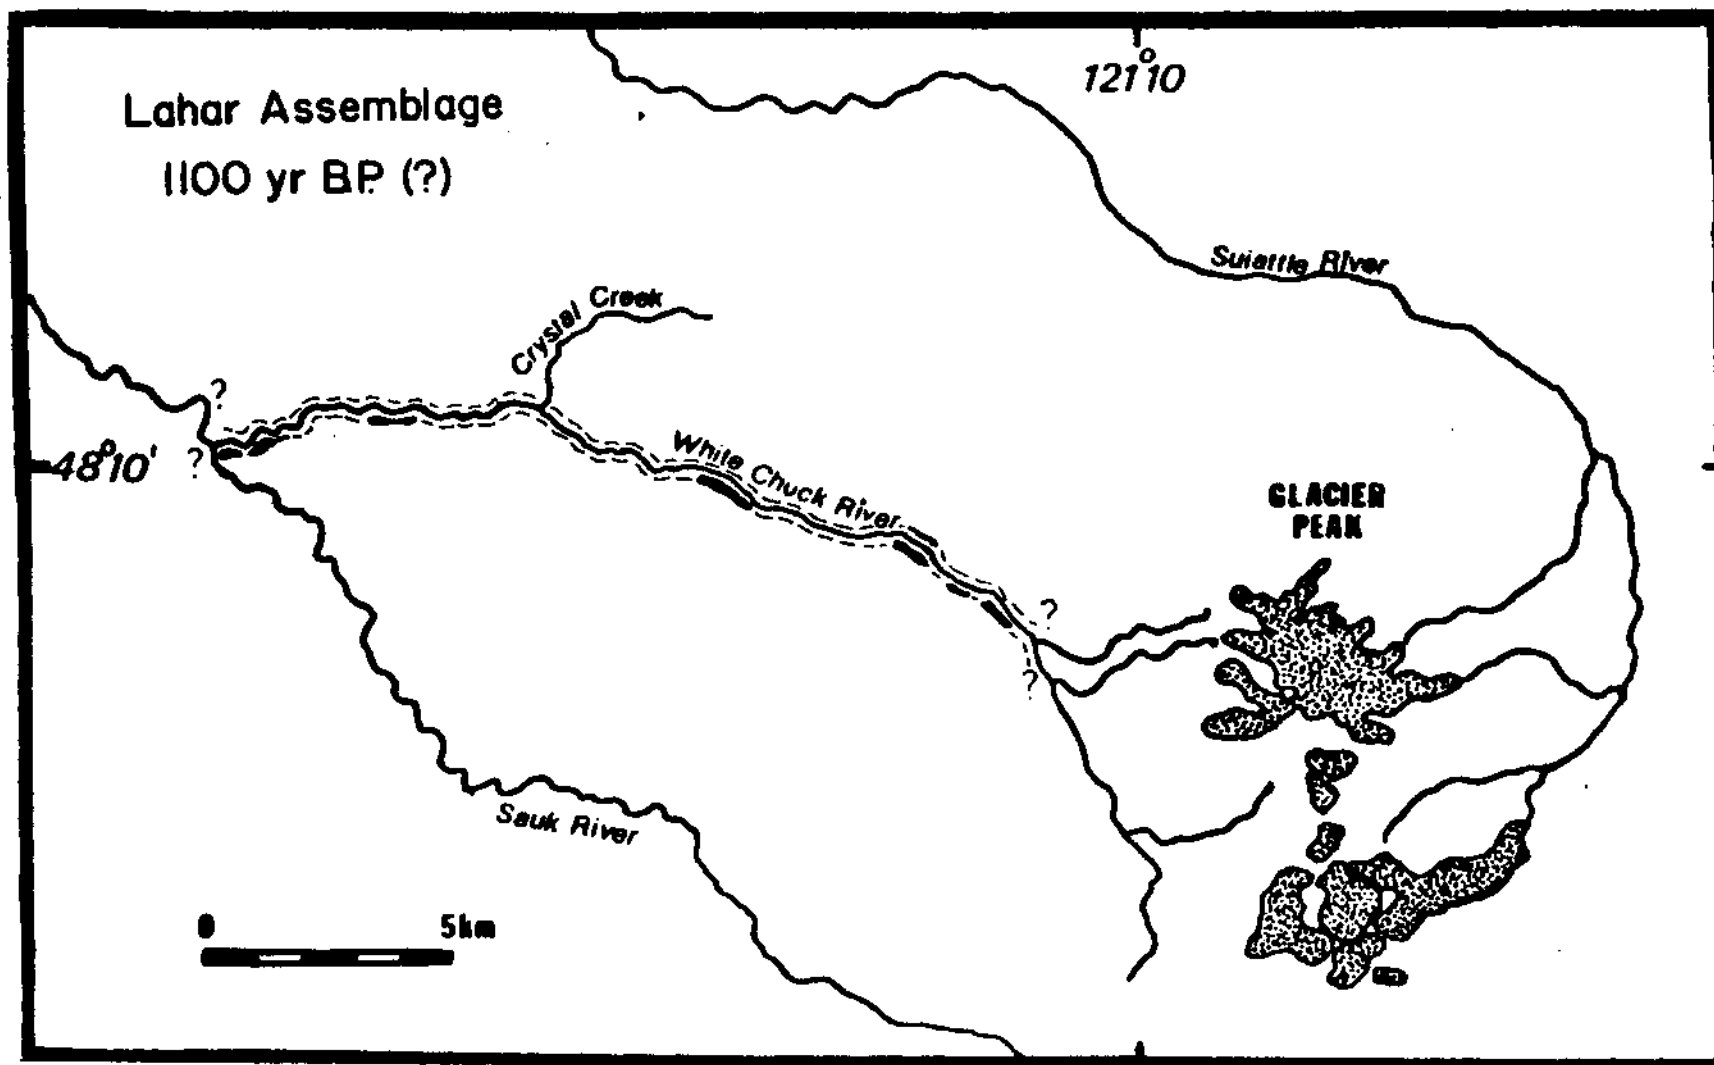 Lahar Assemblage
1100 yr B.P. (?)
121°10
Suiattle River
Crystal Creek
?
?
48°10'
White Chuck River
GLACIER
PEAK
?
?
Sauk River
0 5km